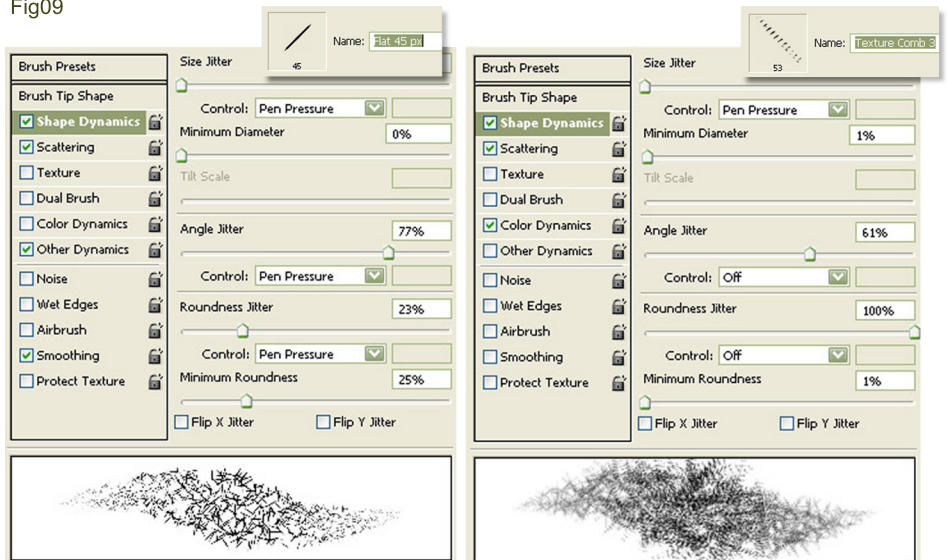 Fig09
Name: Flat 45 px
45
Brush Presets
Brush Tip Shape
Shape Dynamics
Scattering
Texture
Dual Brush
Color Dynamics
Other Dynamics
Noise
Wet Edges
Airbrush
Smoothing
Protect Texture
Size Jitter
Control: Pen Pressure
Minimum Diameter 0%
Tilt Scale
Angle Jitter 77%
Control: Pen Pressure
Roundness Jitter 23%
Control: Pen Pressure
Minimum Roundness 25%
Flip X Jitter Flip Y Jitter
Name: Texture Comb 3
53
Brush Presets
Brush Tip Shape
Shape Dynamics
Scattering
Texture
Dual Brush
Color Dynamics
Other Dynamics
Noise
Wet Edges
Airbrush
Smoothing
Protect Texture
Size Jitter
Control: Pen Pressure
Minimum Diameter 1%
Tilt Scale
Angle Jitter 61%
Control: Off
Roundness Jitter 100%
Control: Off
Minimum Roundness 1%
Flip X Jitter Flip Y Jitter